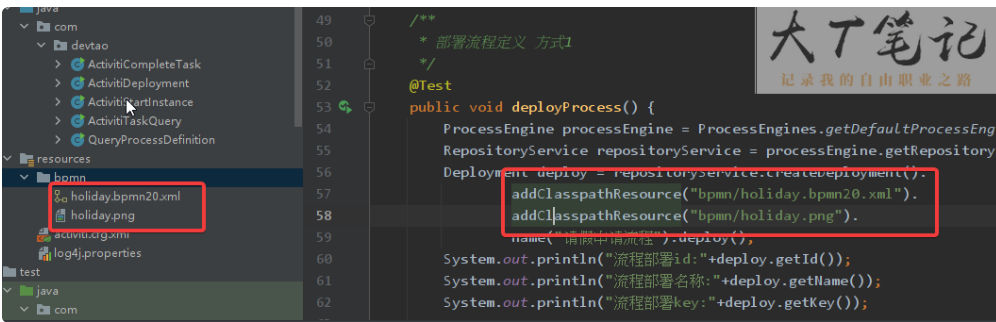 java
com
devtao
ActivitiCompleteTask
ActivitiDeployment
ActivitiStartInstance
ActivitiTaskQuery
QueryProcessDefinition
resources
bpmn
holiday.bpmn20.xml
holiday.png
activiti.cfg.xml
log4j.properties
test
java
com
49 /**
50 * 部署流程定义 方式1
51 */
52 @Test
53 public void deployProcess() {
54 ProcessEngine processEngine = ProcessEngines.getDefaultProcessEng
55 RepositoryService repositoryService = processEngine.getRepository
56 Deployment deploy = repositoryService.createDeployment().
57 addClasspathResource("bpmn/holiday.bpmn20.xml").
58 addClasspathResource("bpmn/holiday.png").
59 name("请假申请流程").deploy();
60 System.out.println("流程部署id:"+deploy.getId());
61 System.out.println("流程部署名称:"+deploy.getName());
62 System.out.println("流程部署key:"+deploy.getKey());
大丁笔记
记录我的自由职业之路